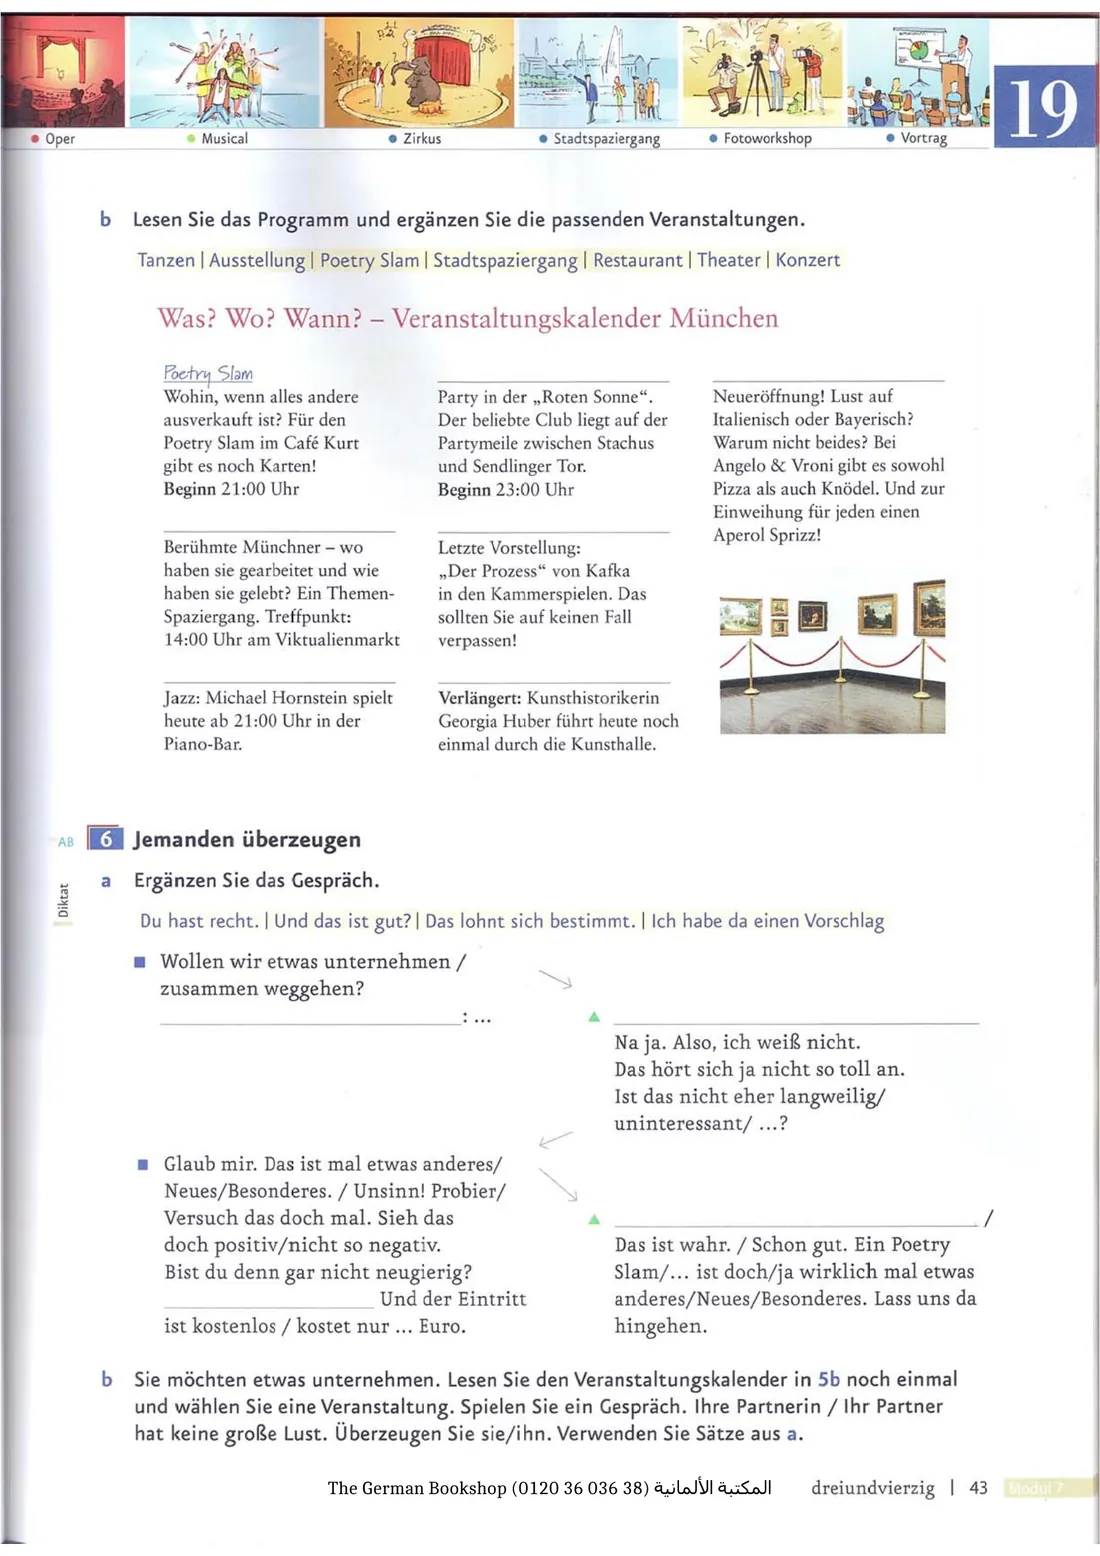 Oper
Musical
Zirkus
Stadtspaziergang
Fotoworkshop
Vortrag
19
b Lesen Sie das Programm und ergänzen Sie die passenden Veranstaltungen.
Tanzen | Ausstellung | Poetry Slam | Stadtspaziergang | Restaurant | Theater | Konzert
Was? Wo? Wann? – Veranstaltungskalender München
Poetry Slam
Wohin, wenn alles andere
ausverkauft ist? Für den
Poetry Slam im Café Kurt
gibt es noch Karten!
Beginn 21:00 Uhr
Berühmte Münchner – wo
haben sie gearbeitet und wie
haben sie gelebt? Ein Themen-
Spaziergang. Treffpunkt:
14:00 Uhr am Viktualienmarkt
Jazz: Michael Hornstein spielt
heute ab 21:00 Uhr in der
Piano-Bar.
Party in der „Roten Sonne“.
Der beliebte Club liegt auf der
Partymeile zwischen Stachus
und Sendlinger Tor.
Beginn 23:00 Uhr
Letzte Vorstellung:
„Der Prozess“ von Kafka
in den Kammerspielen. Das
sollten Sie auf keinen Fall
verpassen!
Verlängert: Kunsthistorikerin
Georgia Huber führt heute noch
einmal durch die Kunsthalle.
Neueröffnung! Lust auf
Italienisch oder Bayerisch?
Warum nicht beides? Bei
Angelo & Vroni gibt es sowohl
Pizza als auch Knödel. Und zur
Einweihung für jeden einen
Aperol Sprizz!
AB 6 Jemanden überzeugen
Diktat
a Ergänzen Sie das Gespräch.
Du hast recht. | Und das ist gut? | Das lohnt sich bestimmt. | Ich habe da einen Vorschlag
Wollen wir etwas unternehmen /
zusammen weggehen?
: ...
Na ja. Also, ich weiß nicht.
Das hört sich ja nicht so toll an.
Ist das nicht eher langweilig/
uninteressant/ ...?
Glaub mir. Das ist mal etwas anderes/
Neues/Besonderes. / Unsinn! Probier/
Versuch das doch mal. Sieh das
doch positiv/nicht so negativ.
Bist du denn gar nicht neugierig?
Und der Eintritt
ist kostenlos / kostet nur ... Euro.
/
Das ist wahr. / Schon gut. Ein Poetry
Slam/... ist doch/ja wirklich mal etwas
anderes/Neues/Besonderes. Lass uns da
hingehen.
b Sie möchten etwas unternehmen. Lesen Sie den Veranstaltungskalender in 5b noch einmal
und wählen Sie eine Veranstaltung. Spielen Sie ein Gespräch. Ihre Partnerin / Ihr Partner
hat keine große Lust. Überzeugen Sie sie/ihn. Verwenden Sie Sätze aus a.
The German Bookshop (0120 36 036 38) المكتبة الألمانية
dreiundvierzig | 43 Modul 7